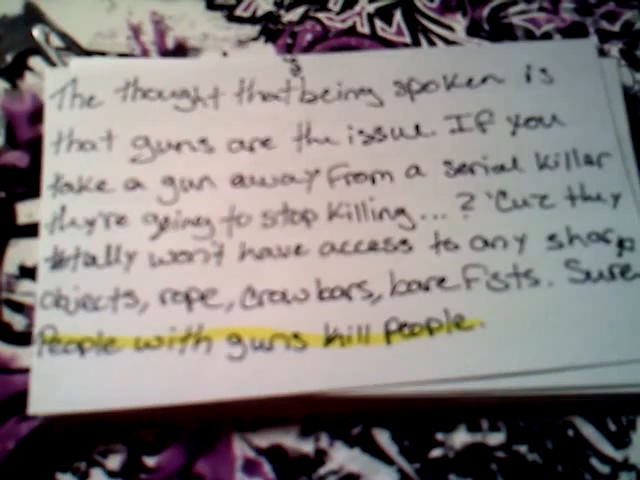 The thought that's being spoken is
that guns are the issue If you
take a gun away from a serial killer
they're going to stop killing...? 'Cuz they
totally won't have access to any sharp
objects, rope, crowbars, bare fists. Sure
People with guns kill people.